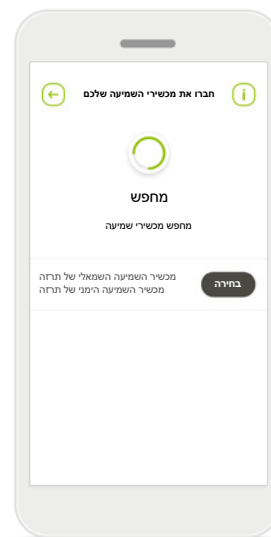 חברו את מכשירי השמיעה שלכם
מחפש
מחפש מכשירי שמיעה
מכשיר השמיעה השמאלי של תרזה
מכשיר השמיעה הימני של תרזה
בחירה